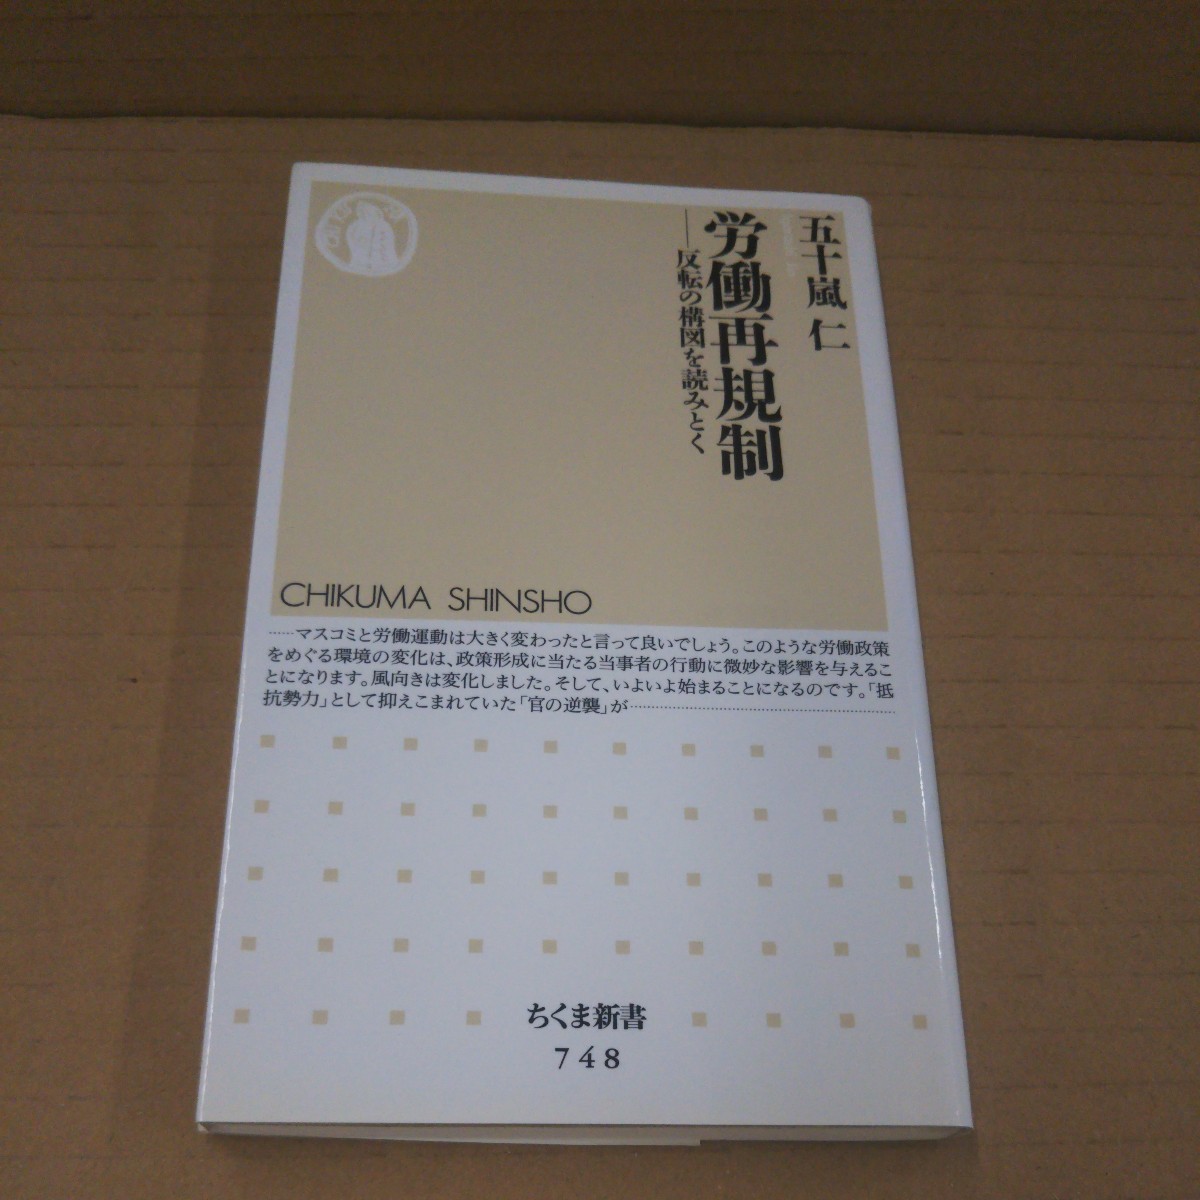 五十嵐 仁
労働再規制
──反転の構図を読みとく
CHIKUMA SHINSHO
……マスコミと労働運動は大きく変わったと言って良いでしょう。このような労働政策
をめぐる環境の変化は、政策形成に当たる当事者の行動に微妙な影響を与えるこ
とになります。風向きは変化しました。そして、いよいよ始まることになるのです。「抵
抗勢力」として抑えこまれていた「官の逆襲」が……………………
ちくま新書
748